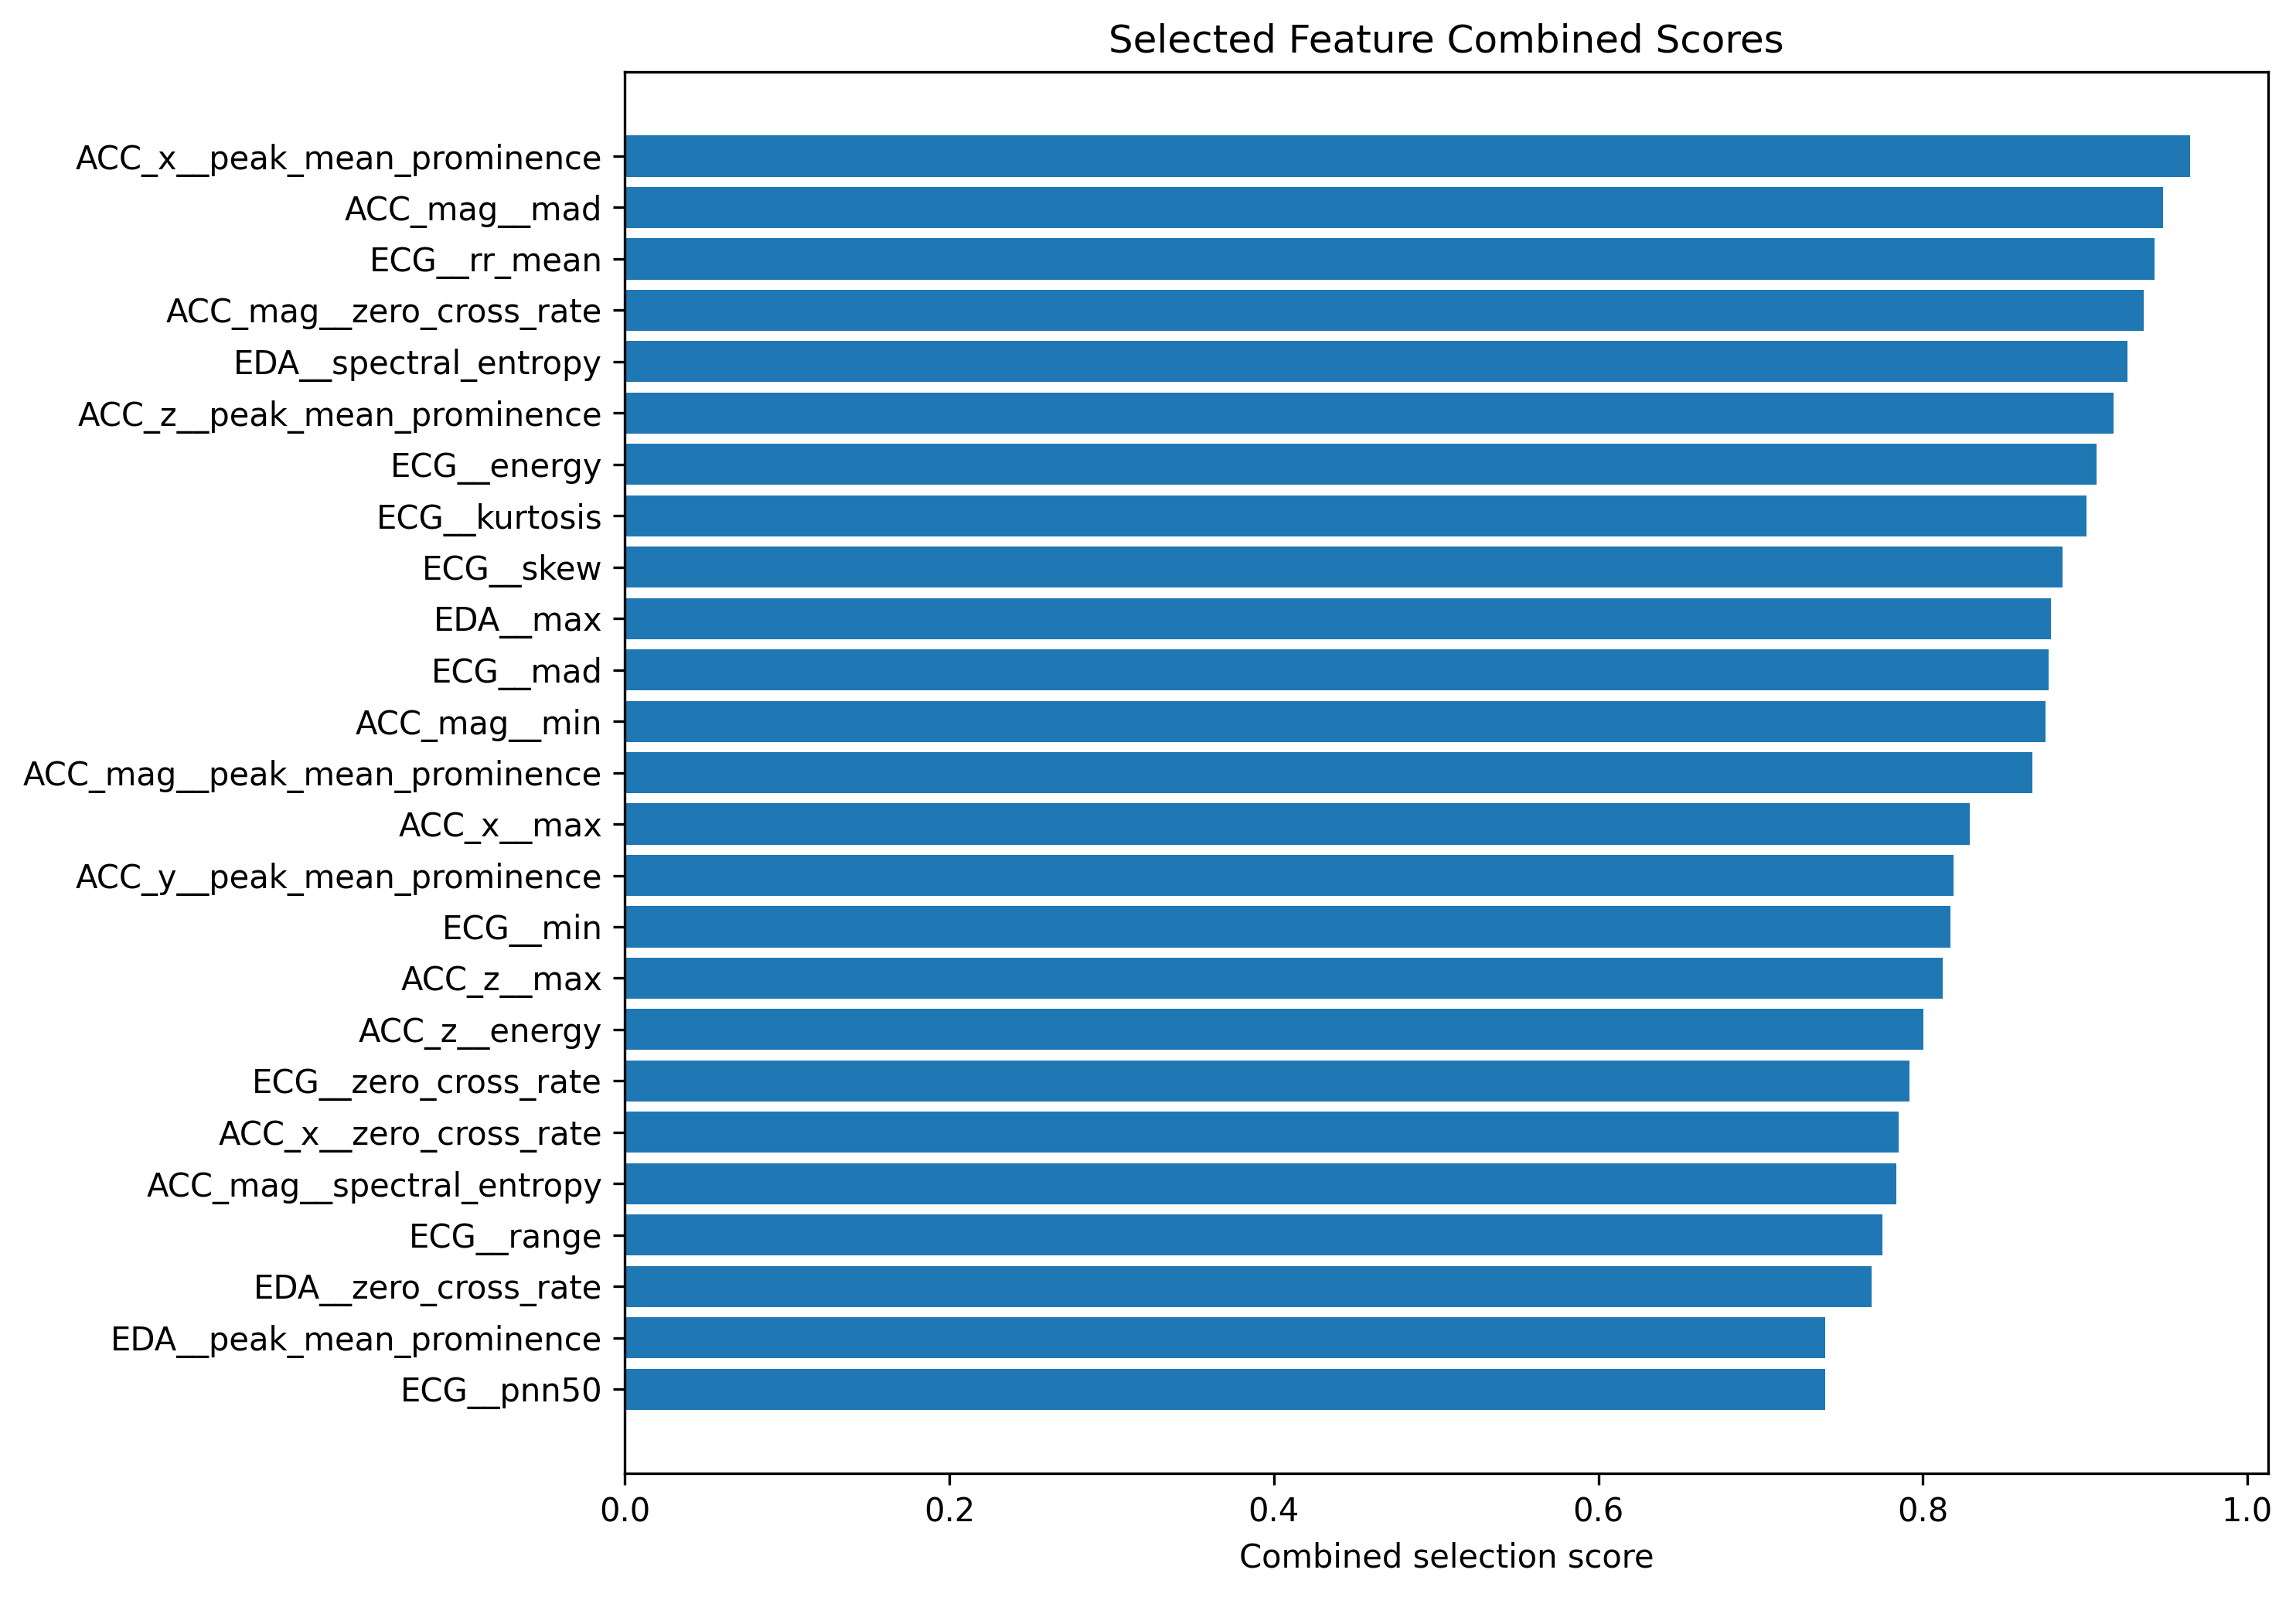 Selected Feature Combined Scores
ACC_x__peak_mean_prominence
ACC_mag__mad
ECG__rr_mean
ACC_mag__zero_cross_rate
EDA__spectral_entropy
ACC_z__peak_mean_prominence
ECG__energy
ECG__kurtosis
ECG__skew
EDA__max
ECG__mad
ACC_mag__min
ACC_mag__peak_mean_prominence
ACC_x__max
ACC_y__peak_mean_prominence
ECG__min
ACC_z__max
ACC_z__energy
ECG__zero_cross_rate
ACC_x__zero_cross_rate
ACC_mag__spectral_entropy
ECG__range
EDA__zero_cross_rate
EDA__peak_mean_prominence
ECG__pnn50
0.0 0.2 0.4 0.6 0.8 1.0
Combined selection score